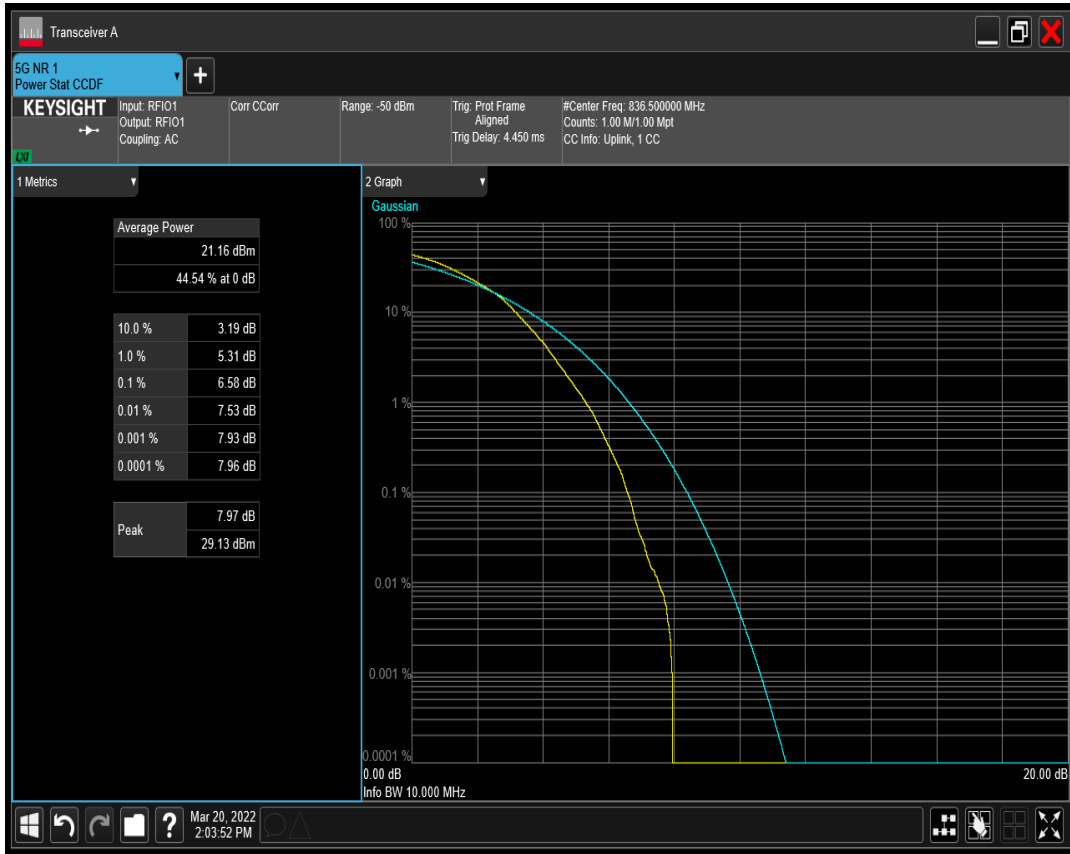 Transceiver A
5G NR 1
Power Stat CCDF
+
KEYSIGHT
LXI
Input: RFIO1
Output: RFIO1
Coupling: AC
Corr CCorr
Range: -50 dBm
Trig: Prot Frame
Aligned
Trig Delay: 4.450 ms
#Center Freq: 836.500000 MHz
Counts: 1.00 M/1.00 Mpt
CC Info: Uplink, 1 CC
1 Metrics
Average Power
21.16 dBm
44.54 % at 0 dB
10.0 % 3.19 dB
1.0 % 5.31 dB
0.1 % 6.58 dB
0.01 % 7.53 dB
0.001 % 7.93 dB
0.0001 % 7.96 dB
Peak
7.97 dB
29.13 dBm
2 Graph
Gaussian
100 %
10 %
1 %
0.1 %
0.01 %
0.001 %
0.0001 %
0.00 dB 20.00 dB
Info BW 10.000 MHz
?
Mar 20, 2022
2:03:52 PM